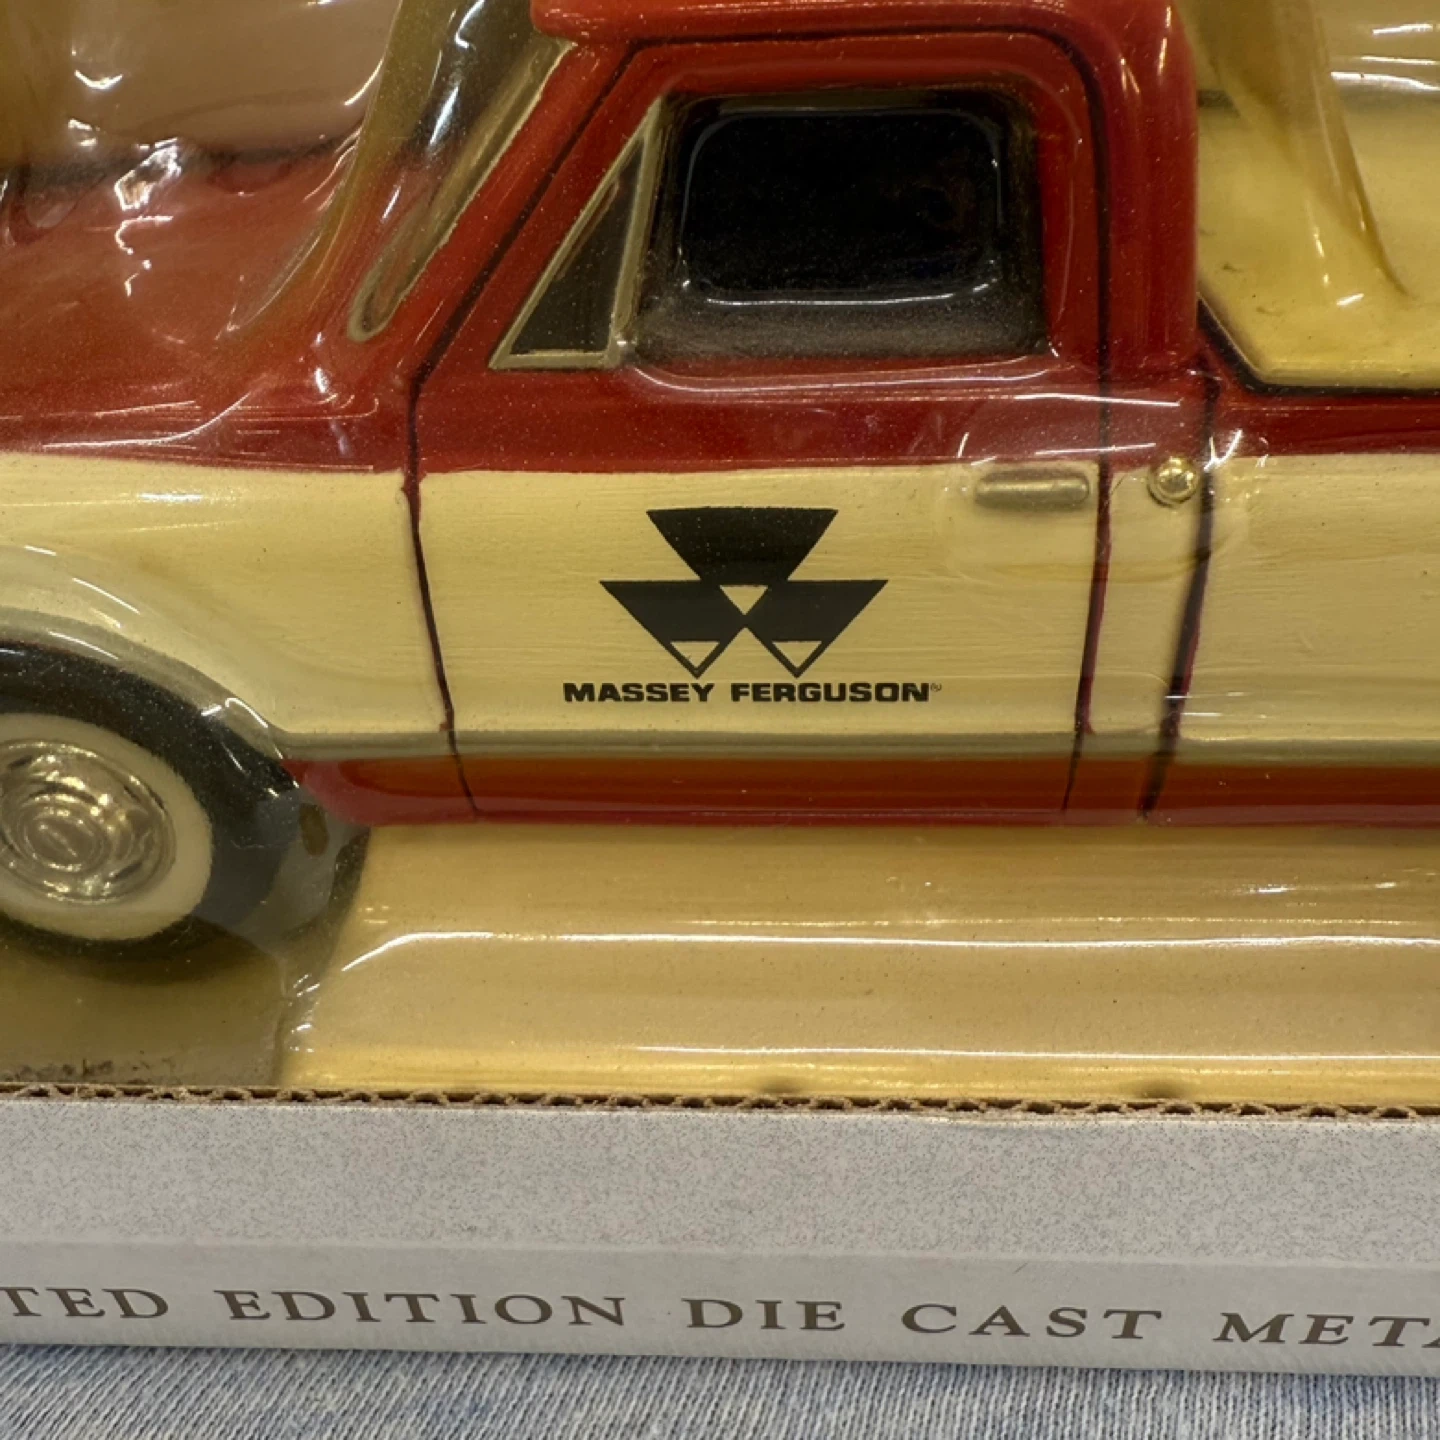 MASSEY FERGUSON®
TED EDITION DIE CAST META